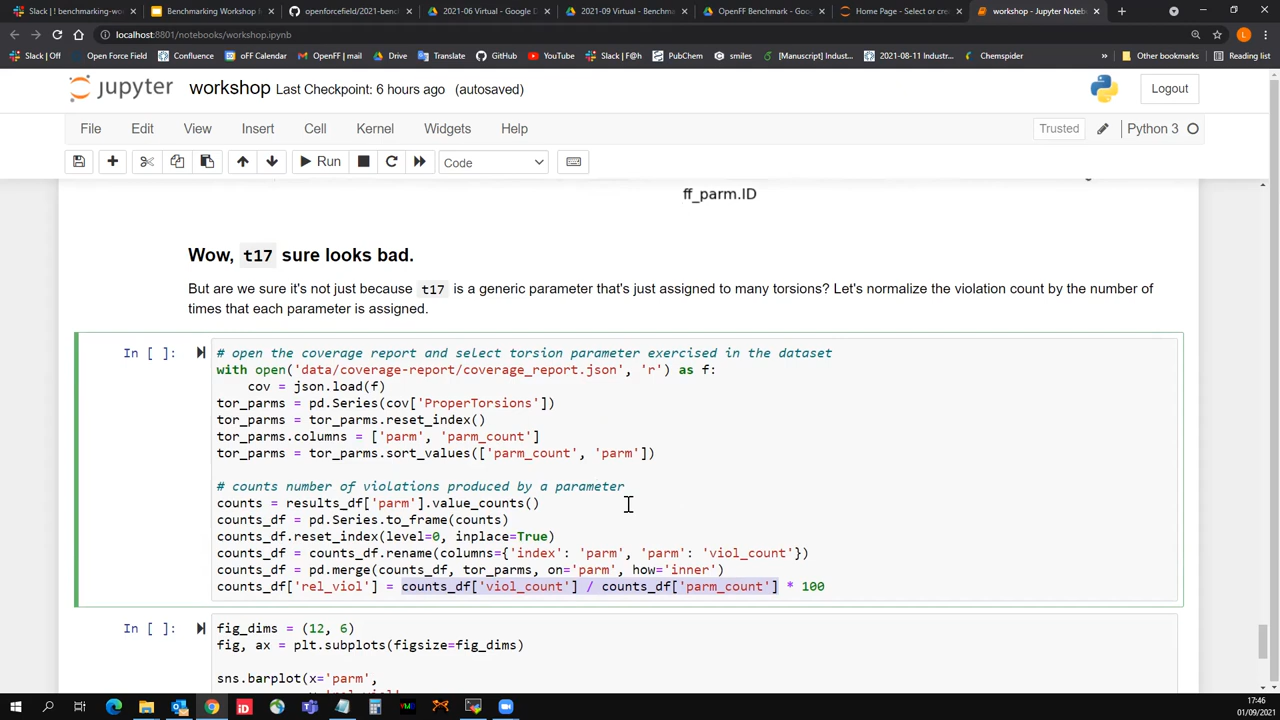 Slack | ! benchmarking-wo
Benchmarking Workshop
openforcefield/2021-benc
2021-06 Virtual - Google D
2021-09 Virtual - Benchma
OpenFF Benchmark - Goo
Home Page - Select or cre
workshop - Jupyter Noteb
localhost:8801/notebooks/workshop.ipynb
Slack | Off
Open Force Field
Confluence
oFF Calendar
OpenFF | miro
Drive
Tutanota
GitHub
YouTube
Slack | F@h
PubChem
smiles
[Manuscript] Indust...
2021-08-11 Industr...
Chemspider
»
Other bookmarks
Reading list
jupyter workshop Last Checkpoint: 6 hours ago (autosaved)
Logout
File Edit View Insert Cell Kernel Widgets Help
Trusted
Python 3
Run
Code
ff_parm.ID
Wow, t17 sure looks bad.
But are we sure it's not just because t17 is a generic parameter that's just assigned to many torsions? Let's normalize the violation count by the number of
times that each parameter is assigned.
In [ ]:
# open the coverage report and select torsion parameter exercised in the dataset
with open('data/coverage-report/coverage_report.json', 'r') as f:
    cov = json.load(f)
tor_parms = pd.Series(cov['ProperTorsions'])
tor_parms = tor_parms.reset_index()
tor_parms.columns = ['parm', 'parm_count']
tor_parms = tor_parms.sort_values(['parm_count', 'parm'])
# counts number of violations produced by a parameter
counts = results_df['parm'].value_counts()
counts_df = pd.Series.to_frame(counts)
counts_df.reset_index(level=0, inplace=True)
counts_df = counts_df.rename(columns={'index': 'parm', 'parm': 'viol_count'})
counts_df = pd.merge(counts_df, tor_parms, on='parm', how='inner')
counts_df['rel_viol'] = counts_df['viol_count'] / counts_df['parm_count'] * 100
In [ ]:
fig_dims = (12, 6)
fig, ax = plt.subplots(figsize=fig_dims)
sns.barplot(x='parm',
17:46
01/09/2021